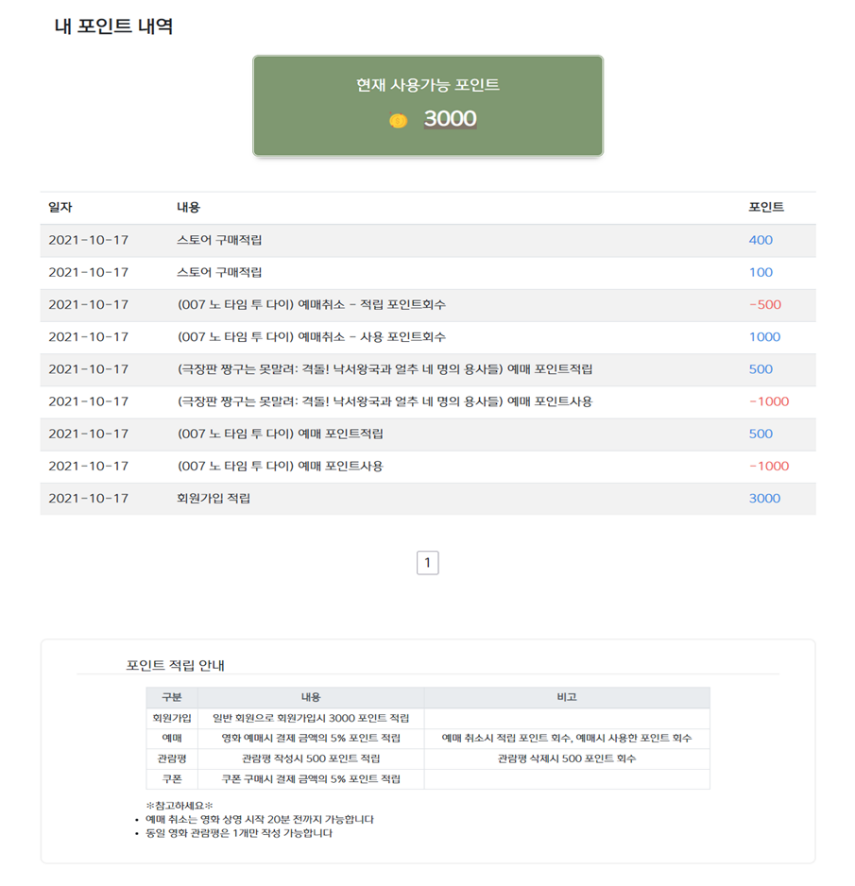 내 포인트 내역
현재 사용가능 포인트
3000
일자 내용 포인트
2021-10-17 스토어 구매적립 400
2021-10-17 스토어 구매적립 100
2021-10-17 (007 노 타임 투 다이) 예매취소 - 적립 포인트회수 -500
2021-10-17 (007 노 타임 투 다이) 예매취소 - 사용 포인트회수 1000
2021-10-17 (극장판 짱구는 못말려: 격돌! 낙서왕국과 얼추 네 명의 용사들) 예매 포인트적립 500
2021-10-17 (극장판 짱구는 못말려: 격돌! 낙서왕국과 얼추 네 명의 용사들) 예매 포인트사용 -1000
2021-10-17 (007 노 타임 투 다이) 예매 포인트적립 500
2021-10-17 (007 노 타임 투 다이) 예매 포인트사용 -1000
2021-10-17 회원가입 적립 3000
1
포인트 적립 안내
구분 내용 비고
회원가입 일반 회원으로 회원가입시 3000 포인트 적립
예매 영화 예매시 결제 금액의 5% 포인트 적립 예매 취소시 적립 포인트 회수, 예매시 사용한 포인트 회수
관람평 관람평 작성시 500 포인트 적립 관람평 삭제시 500 포인트 회수
쿠폰 쿠폰 구매시 결제 금액의 5% 포인트 적립
※참고하세요※
• 예매 취소는 영화 상영 시작 20분 전까지 가능합니다
• 동일 영화 관람평은 1개만 작성 가능합니다